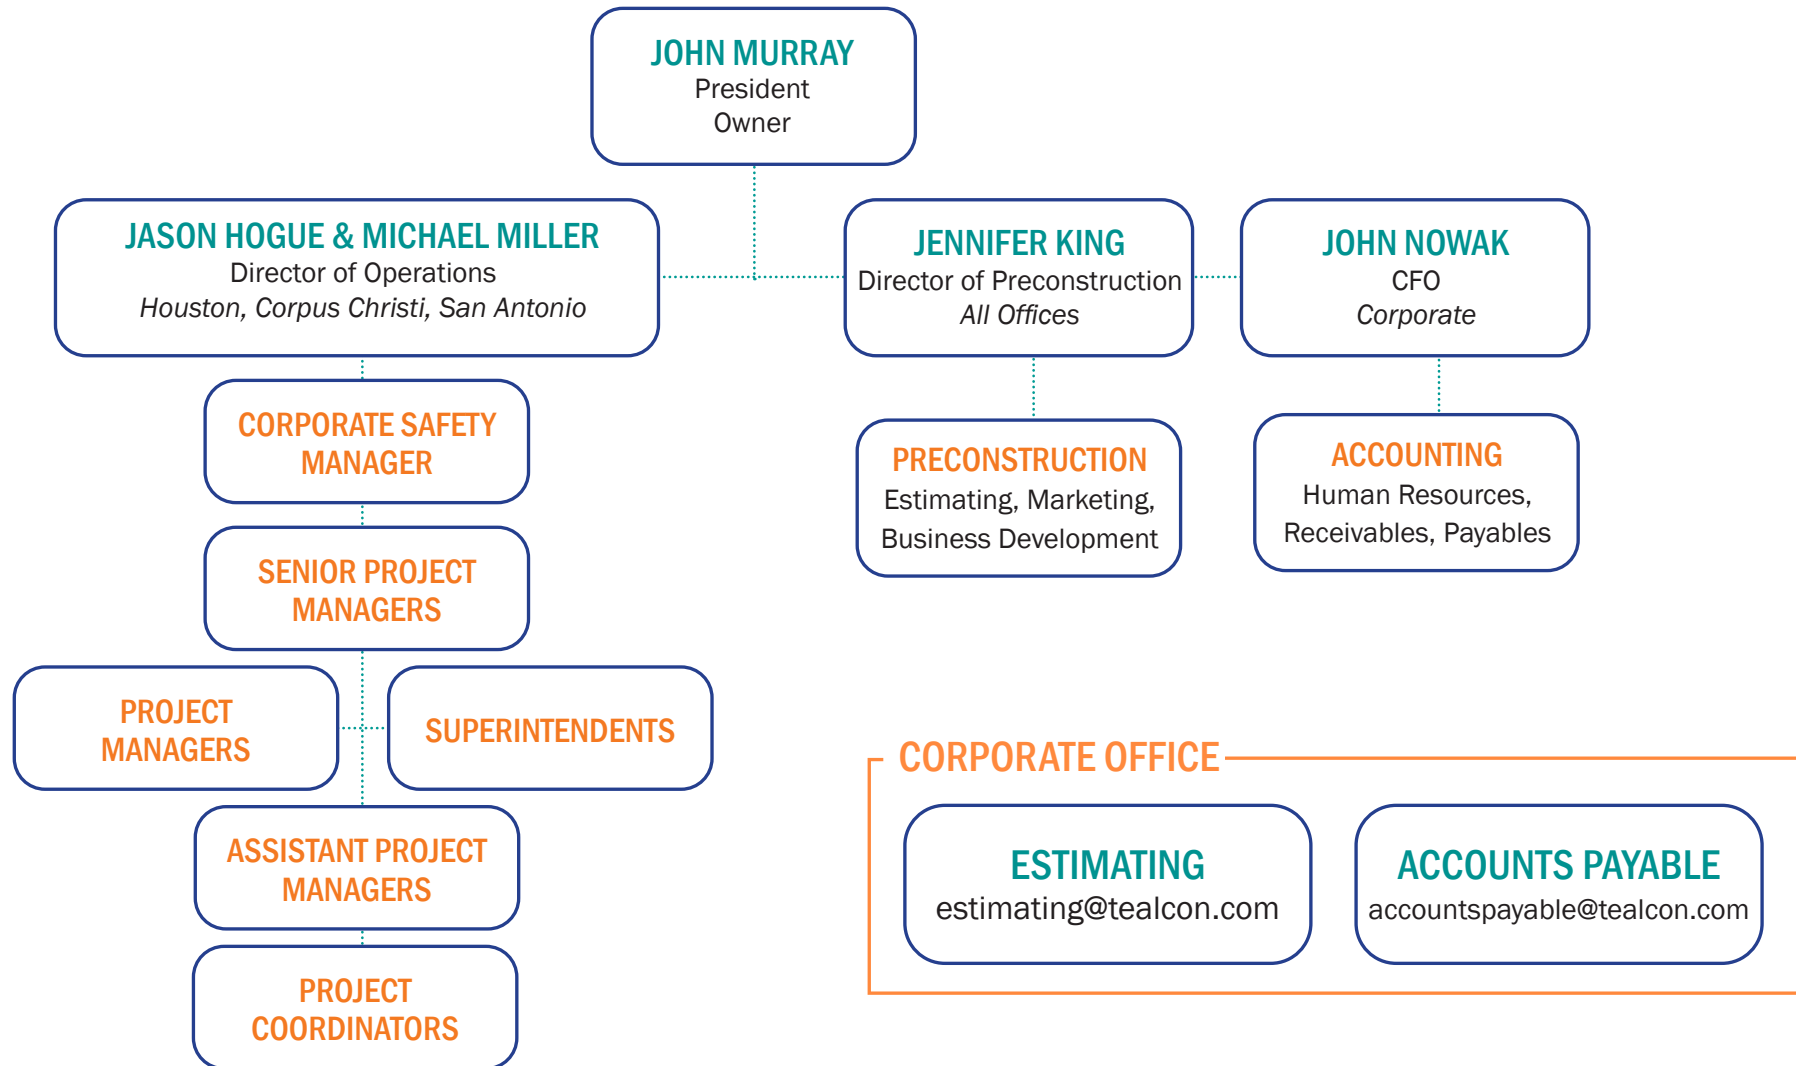 JOHN MURRAY
President
Owner
JASON HOGUE & MICHAEL MILLER
Director of Operations
Houston, Corpus Christi, San Antonio
JENNIFER KING
Director of Preconstruction
All Offices
JOHN NOWAK
CFO
Corporate
CORPORATE SAFETY
MANAGER
PRECONSTRUCTION
Estimating, Marketing,
Business Development
ACCOUNTING
Human Resources,
Receivables, Payables
SENIOR PROJECT
MANAGERS
PROJECT
MANAGERS
SUPERINTENDENTS
ASSISTANT PROJECT
MANAGERS
PROJECT
COORDINATORS
CORPORATE OFFICE
ESTIMATING
estimating@tealcon.com
ACCOUNTS PAYABLE
accountspayable@tealcon.com